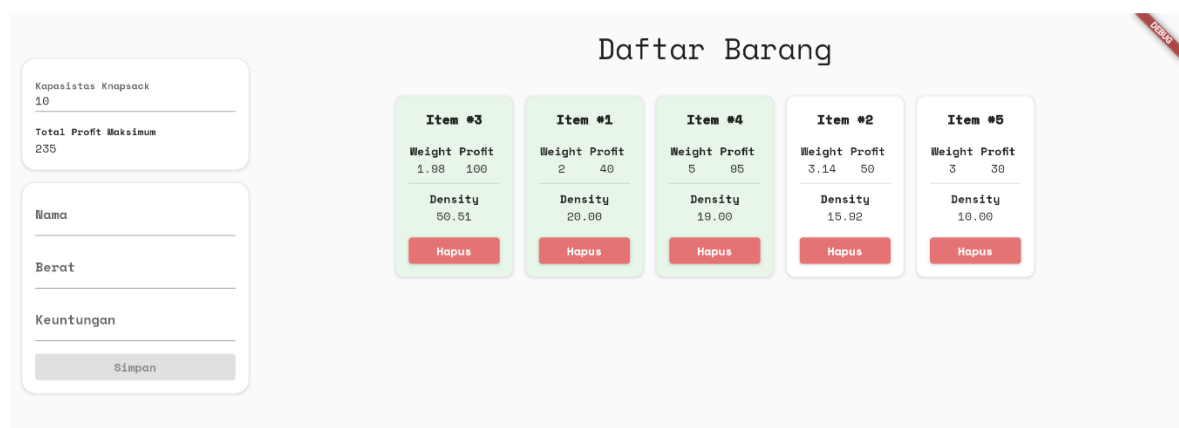 DEBUG
Daftar Barang
Kapasistas Knapsack
10
Total Profit Maksimum
235
Nama
Berat
Keuntungan
Simpan
Item #3
Weight Profit
1.98 100
Density
50.51
Hapus
Item #1
Weight Profit
2 40
Density
20.00
Hapus
Item #4
Weight Profit
5 95
Density
19.00
Hapus
Item #2
Weight Profit
3.14 50
Density
15.92
Hapus
Item #5
Weight Profit
3 30
Density
10.00
Hapus